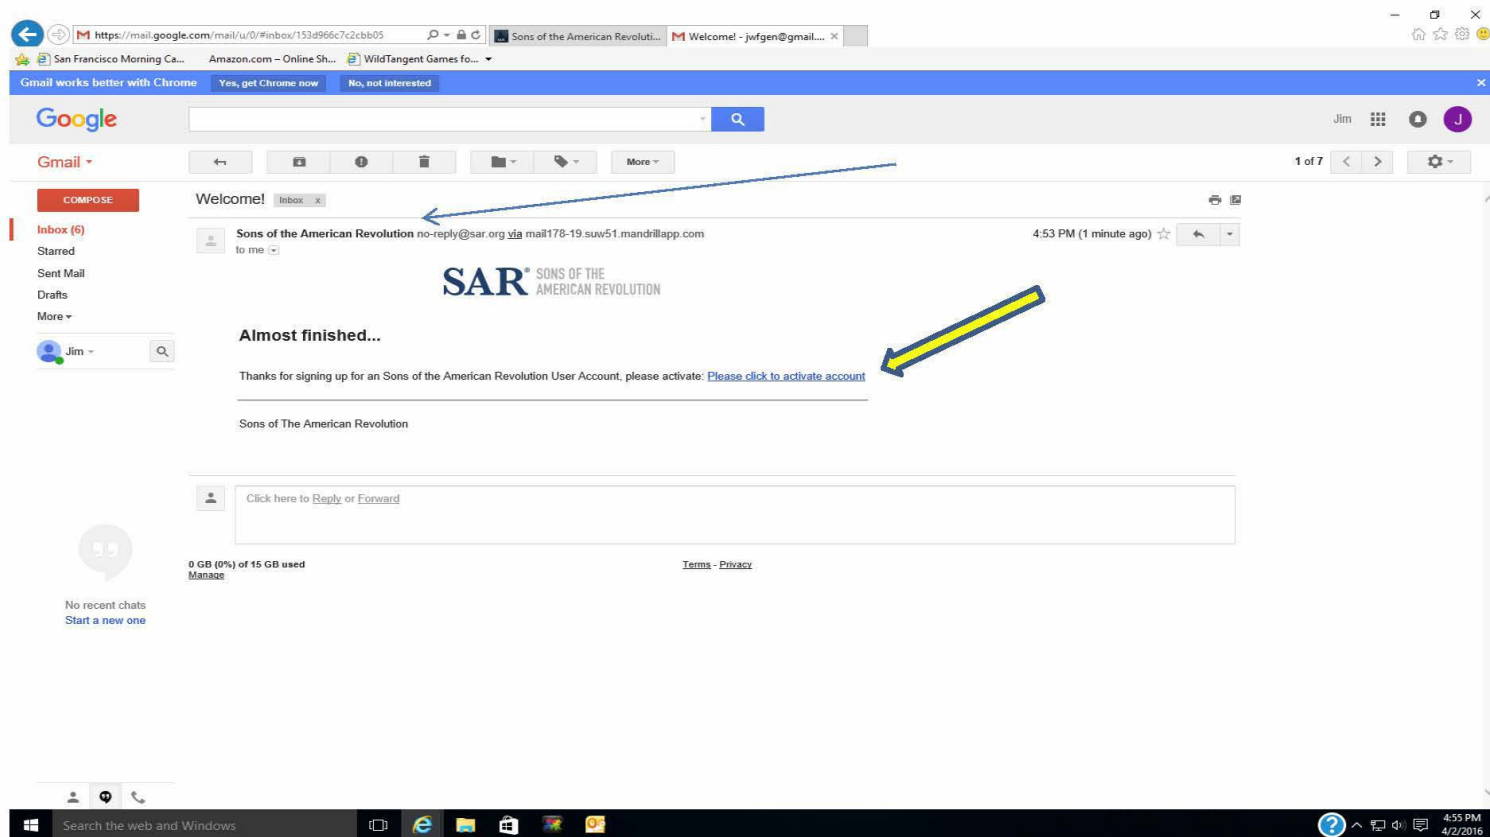 https://mail.google.com/mail/u/0/#inbox/153d966c7c2cbb05
Sons of the American Revoluti...
Welcome! - jwfgen@gmail....
San Francisco Morning Ca...
Amazon.com – Online Sh...
WildTangent Games fo...
Gmail works better with Chrome
Yes, get Chrome now
No, not interested
Google
Jim
J
Gmail
More
1 of 7
COMPOSE
Welcome!
Inbox x
Inbox (6)
Sons of the American Revolution no-reply@sar.org via mail178-19.suw51.mandrillapp.com
4:53 PM (1 minute ago)
to me
Starred
Sent Mail
Drafts
More
Jim
SAR® SONS OF THE
AMERICAN REVOLUTION
Almost finished...
Thanks for signing up for an Sons of the American Revolution User Account, please activate: Please click to activate account
Sons of The American Revolution
Click here to Reply or Forward
0 GB (0%) of 15 GB used
Manage
Terms - Privacy
No recent chats
Start a new one
Search the web and Windows
4:55 PM
4/2/2016